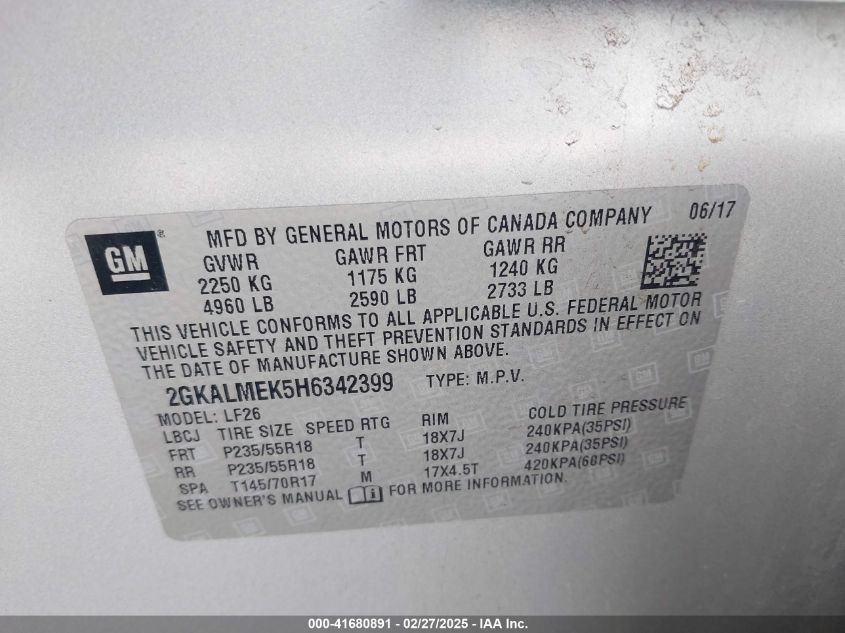 GM ®
MFD BY GENERAL MOTORS OF CANADA COMPANY 06/17
GVWR GAWR FRT GAWR RR
2250 KG 1175 KG 1240 KG
4960 LB 2590 LB 2733 LB
THIS VEHICLE CONFORMS TO ALL APPLICABLE U.S. FEDERAL MOTOR
VEHICLE SAFETY AND THEFT PREVENTION STANDARDS IN EFFECT ON
THE DATE OF MANUFACTURE SHOWN ABOVE.
2GKALMEK5H6342399 TYPE: M.P.V.
MODEL: LF26
LBCJ TIRE SIZE SPEED RTG RIM COLD TIRE PRESSURE
FRT P235/55R18 T 18X7J 240KPA(35PSI)
RR P235/55R18 T 18X7J 240KPA(35PSI)
SPA T145/70R17 M 17X4.5T 420KPA(60PSI)
SEE OWNER'S MANUAL FOR MORE INFORMATION.
000-41680891 - 02/27/2025 - IAA Inc.